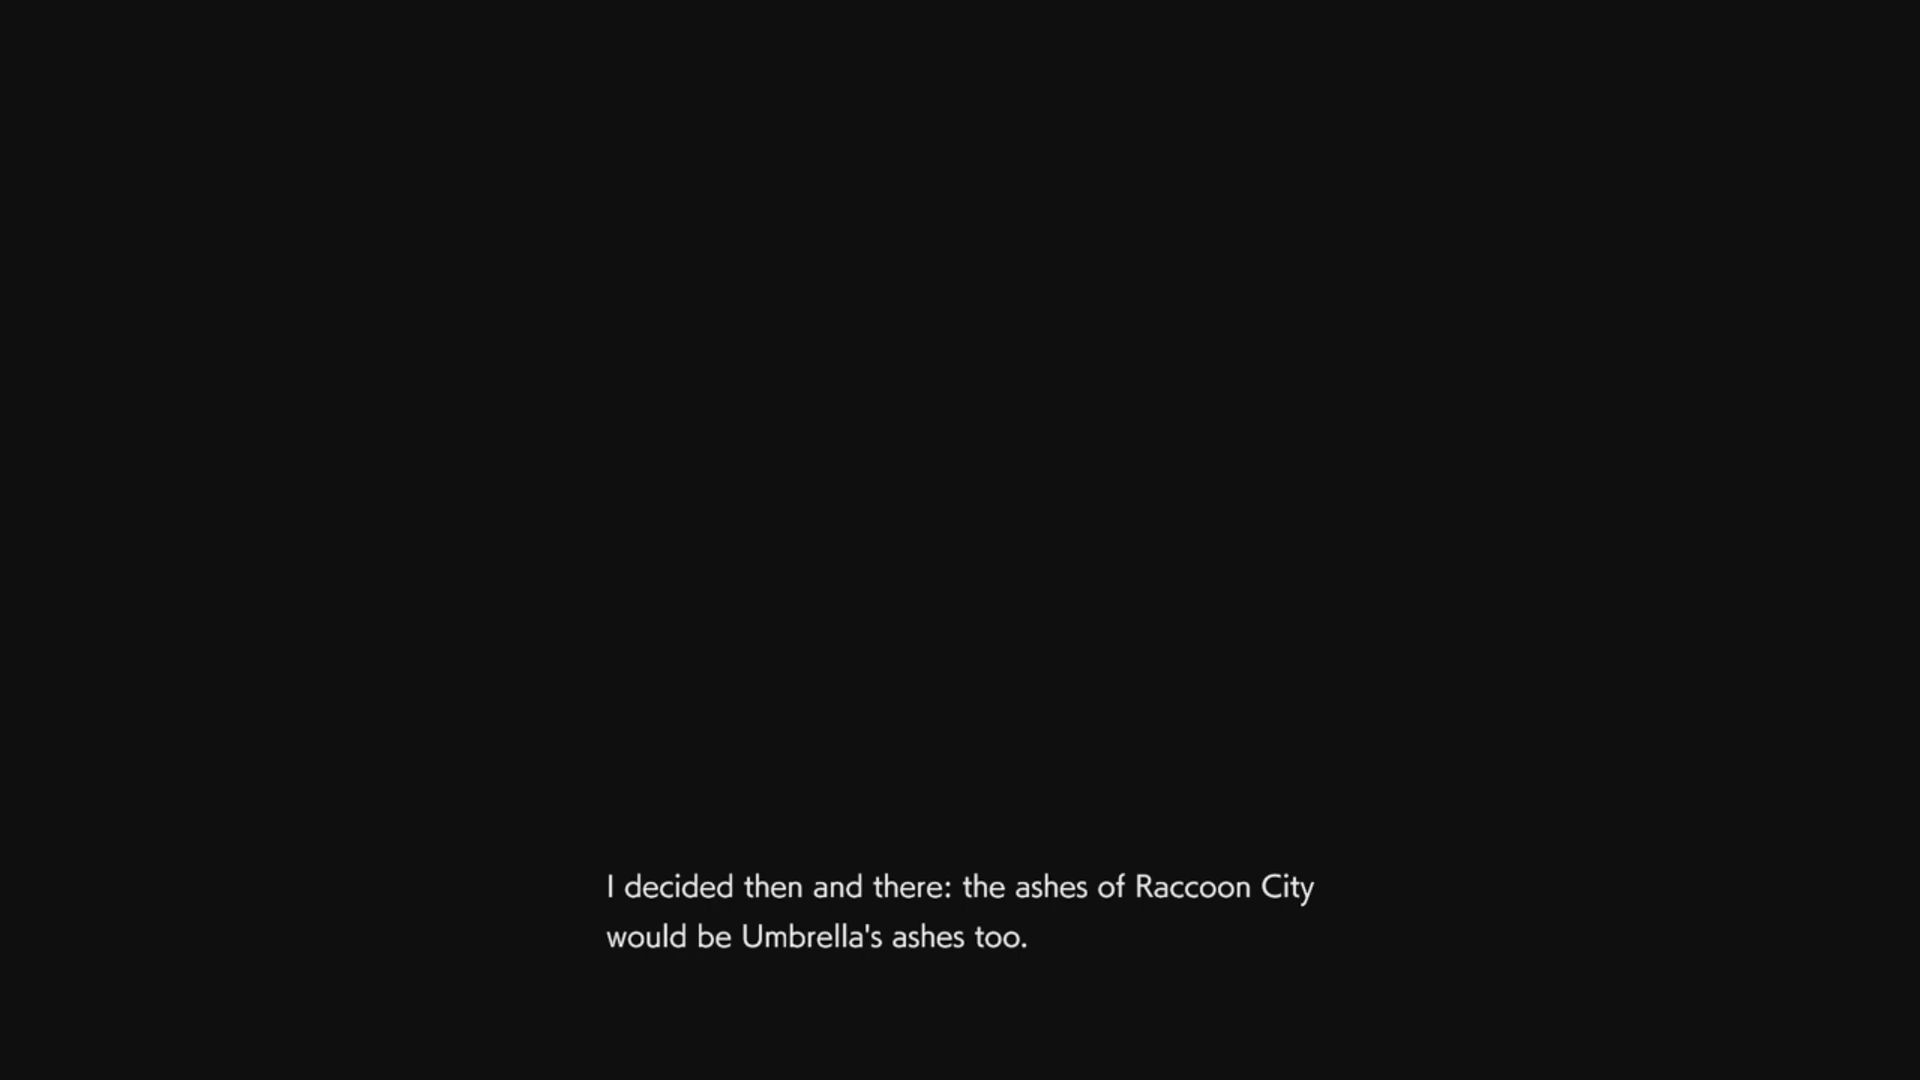 I decided then and there: the ashes of Raccoon City
would be Umbrella's ashes too.